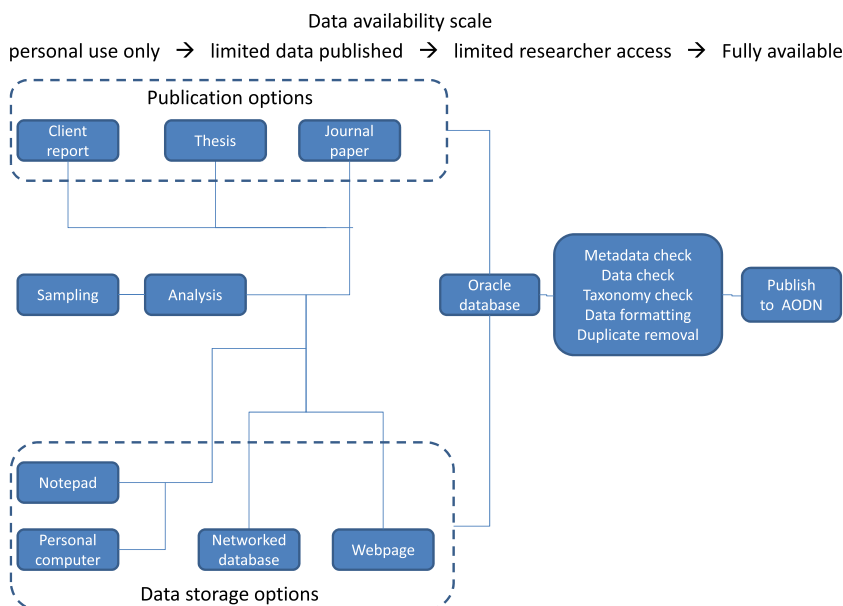 Data availability scale
personal use only → limited data published → limited researcher access → Fully available
Publication options
Client
report
Thesis
Journal
paper
Sampling
Analysis
Oracle
database
Metadata check
Data check
Taxonomy check
Data formatting
Duplicate removal
Publish
to AODN
Notepad
Personal
computer
Networked
database
Webpage
Data storage options